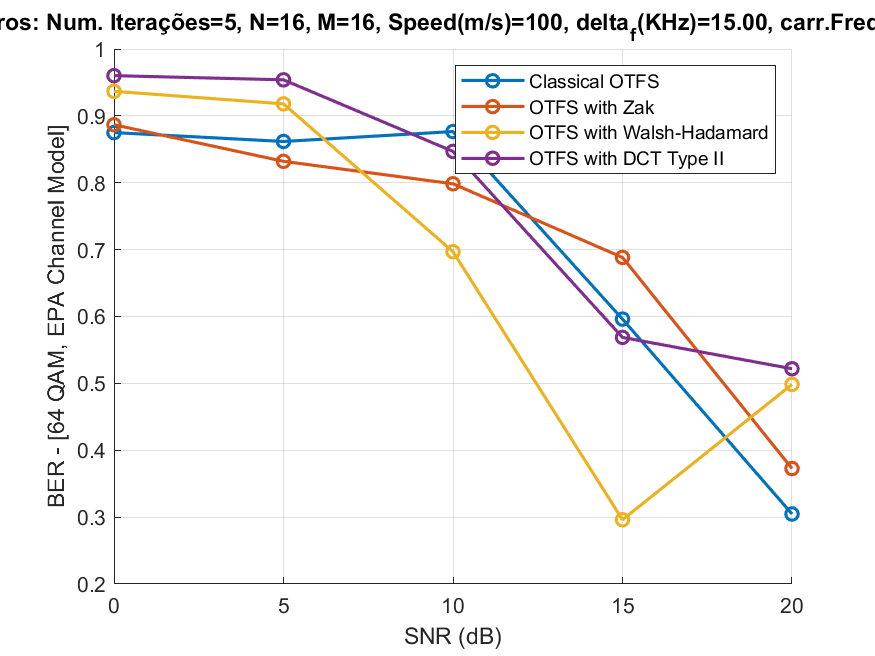 ros: Num. Iterações=5, N=16, M=16, Speed(m/s)=100, delta_f(KHz)=15.00, carr.Freq
1
0.9
0.8
0.7
0.6
0.5
0.4
0.3
0.2
BER - [64 QAM, EPA Channel Model]
Classical OTFS
OTFS with Zak
OTFS with Walsh-Hadamard
OTFS with DCT Type II
0 5 10 15 20
SNR (dB)